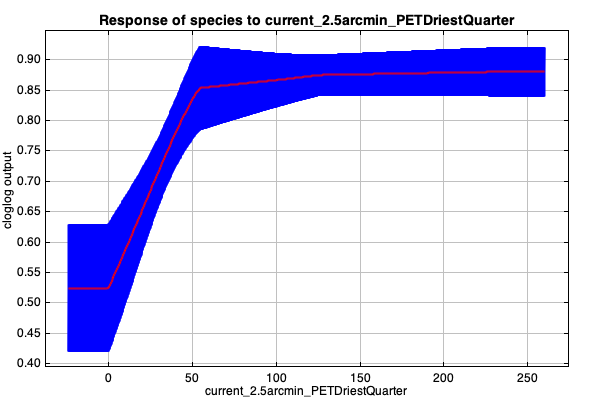 Response of species to current_2.5arcmin_PETDriestQuarter
0.90
0.85
0.80
0.75
0.70
0.65
0.60
0.55
0.50
0.45
0.40
cloglog output
0 50 100 150 200 250
current_2.5arcmin_PETDriestQuarter